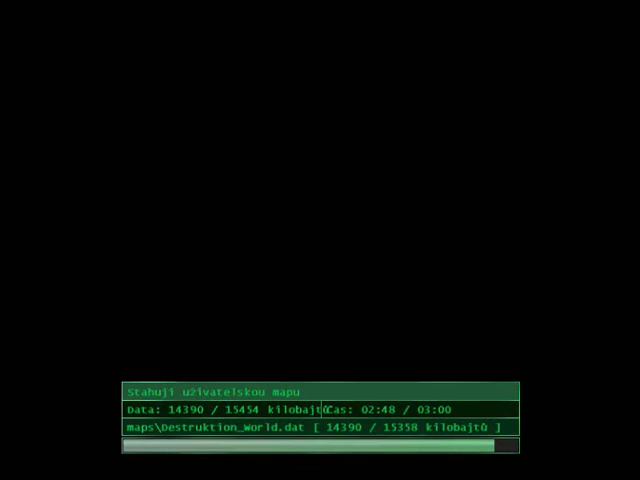 Stahuji uživatelskou mapu
Data: 14390 / 15454 kilobajtů Čas: 02:48 / 03:00
maps\Destruktion_World.dat [ 14390 / 15358 kilobajtů ]